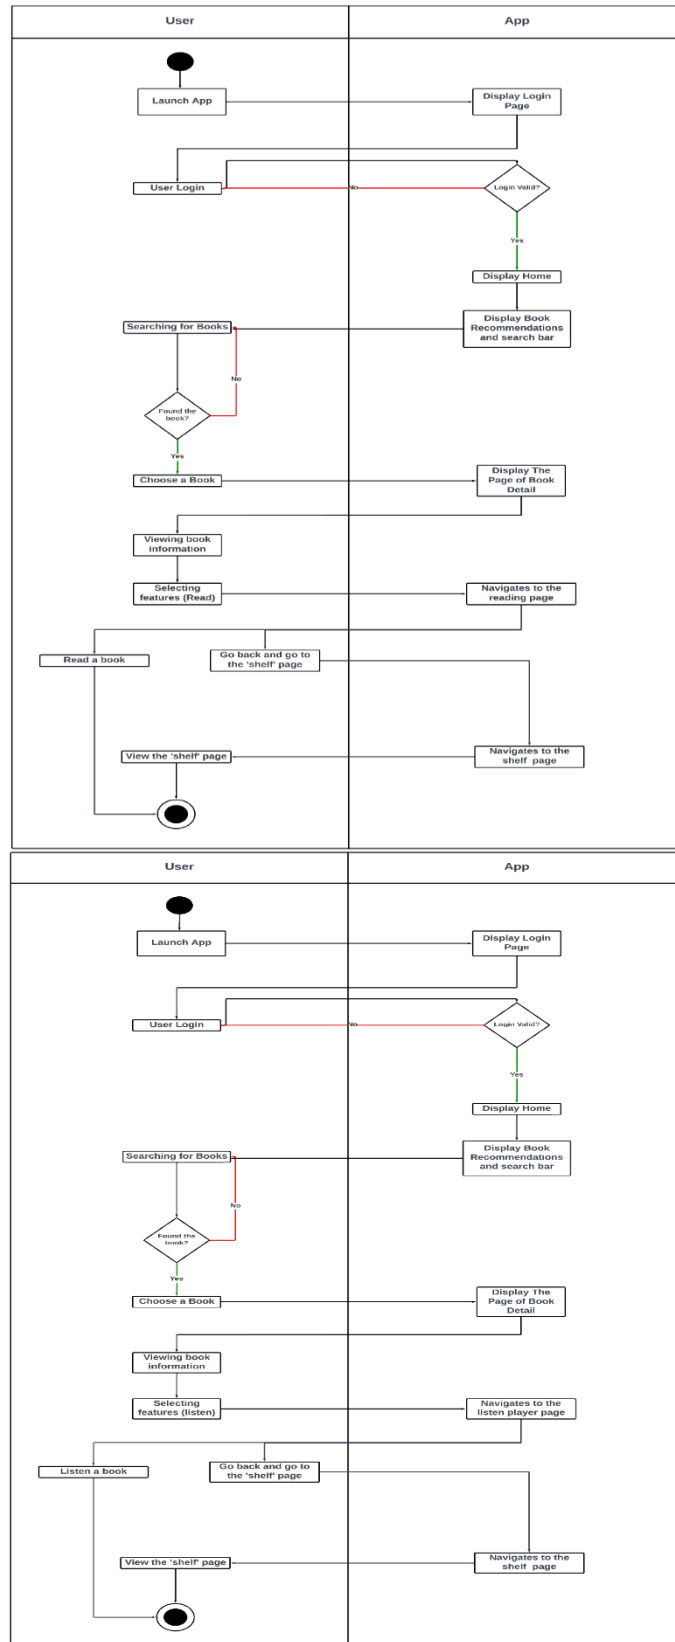 User
App
Launch App
Display Login
Page
User Login
No
Login Valid?
Yes
Display Home
Display Book
Recommendations
and search bar
Searching for Books
No
Found the
book?
Yes
Choose a Book
Display The
Page of Book
Detail
Viewing book
information
Selecting
features (Read)
Navigates to the
reading page
Read a book
Go back and go to
the 'shelf' page
View the 'shelf' page
Navigates to the
shelf page
User
App
Launch App
Display Login
Page
User Login
No
Login Valid?
Yes
Display Home
Display Book
Recommendations
and search bar
Searching for Books
No
Found the
book?
Yes
Choose a Book
Display The
Page of Book
Detail
Viewing book
information
Selecting
features (listen)
Navigates to the
listen player page
Listen a book
Go back and go to
the 'shelf' page
View the 'shelf' page
Navigates to the
shelf page